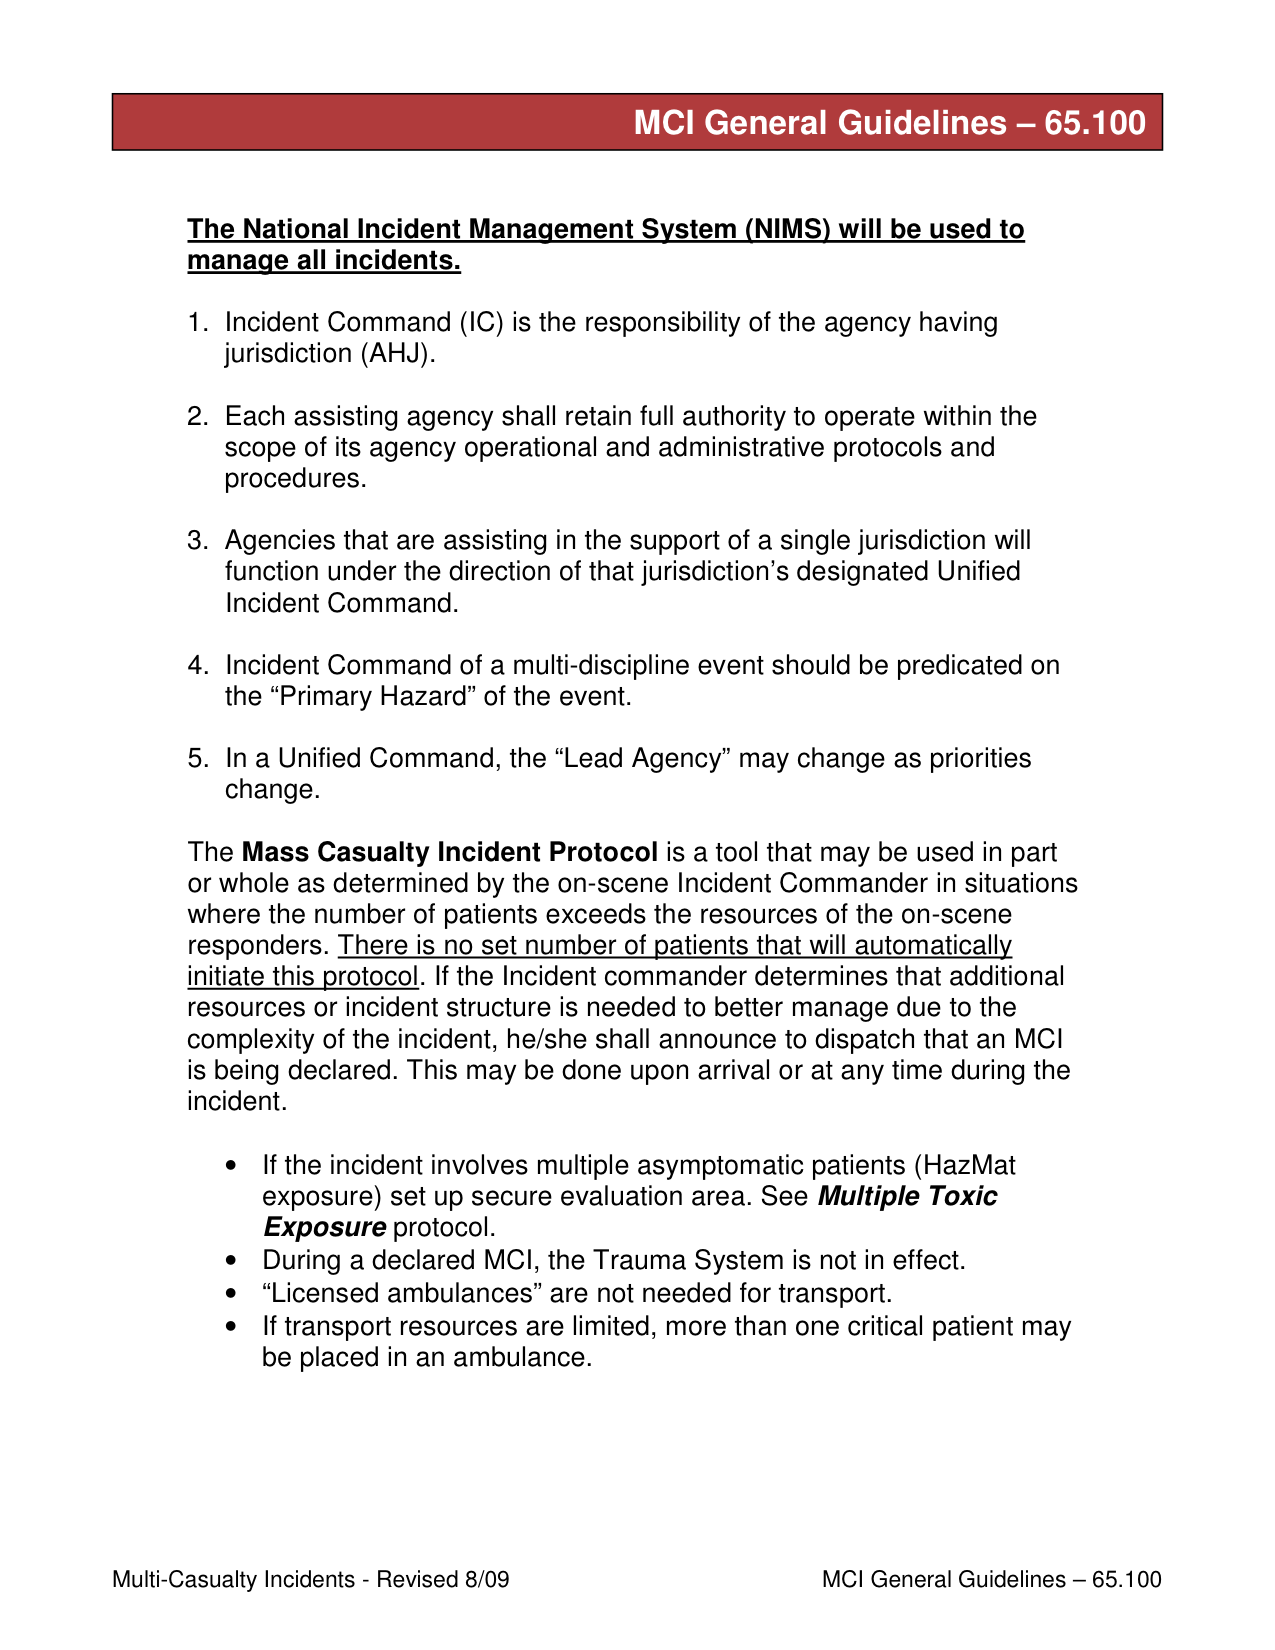 MCI General Guidelines – 65.100
The National Incident Management System (NIMS) will be used to
manage all incidents.
1. Incident Command (IC) is the responsibility of the agency having
jurisdiction (AHJ).
2. Each assisting agency shall retain full authority to operate within the
scope of its agency operational and administrative protocols and
procedures.
3. Agencies that are assisting in the support of a single jurisdiction will
function under the direction of that jurisdiction’s designated Unified
Incident Command.
4. Incident Command of a multi-discipline event should be predicated on
the “Primary Hazard” of the event.
5. In a Unified Command, the “Lead Agency” may change as priorities
change.
The Mass Casualty Incident Protocol is a tool that may be used in part
or whole as determined by the on-scene Incident Commander in situations
where the number of patients exceeds the resources of the on-scene
responders. There is no set number of patients that will automatically
initiate this protocol. If the Incident commander determines that additional
resources or incident structure is needed to better manage due to the
complexity of the incident, he/she shall announce to dispatch that an MCI
is being declared. This may be done upon arrival or at any time during the
incident.
• If the incident involves multiple asymptomatic patients (HazMat
exposure) set up secure evaluation area. See Multiple Toxic
Exposure protocol.
• During a declared MCI, the Trauma System is not in effect.
• “Licensed ambulances” are not needed for transport.
• If transport resources are limited, more than one critical patient may
be placed in an ambulance.
Multi-Casualty Incidents - Revised 8/09
MCI General Guidelines – 65.100